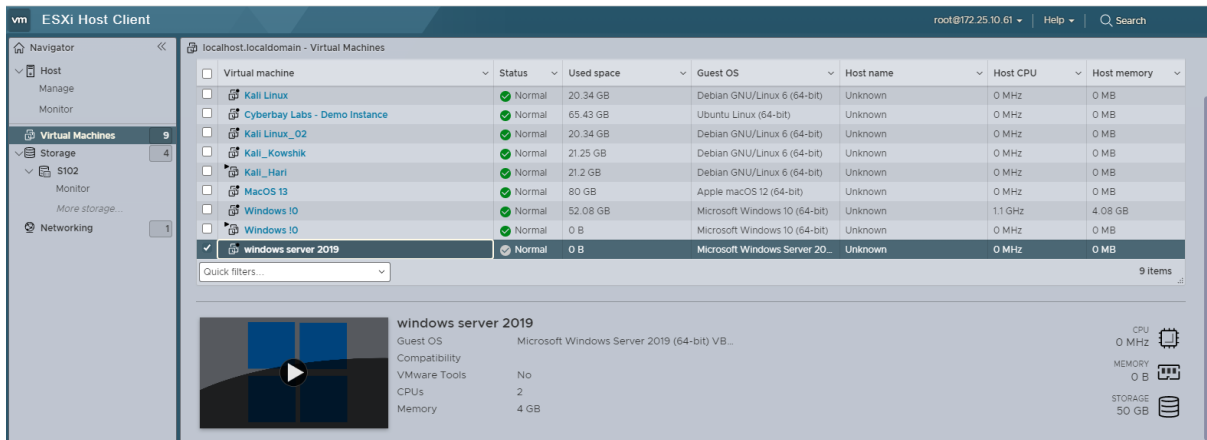 vm ESXi Host Client root@172.25.10.61 Help Search
Navigator localhost.localdomain - Virtual Machines
Host
Manage
Monitor
Virtual Machines 9
Storage 4
S102
Monitor
More storage...
Networking 1
Virtual machine Status Used space Guest OS Host name Host CPU Host memory
Kali Linux Normal 20.34 GB Debian GNU/Linux 6 (64-bit) Unknown 0 MHz 0 MB
Cyberbay Labs - Demo Instance Normal 65.43 GB Ubuntu Linux (64-bit) Unknown 0 MHz 0 MB
Kali Linux_02 Normal 20.34 GB Debian GNU/Linux 6 (64-bit) Unknown 0 MHz 0 MB
Kali_Kowshik Normal 21.25 GB Debian GNU/Linux 6 (64-bit) Unknown 0 MHz 0 MB
Kali_Hari Normal 21.2 GB Debian GNU/Linux 6 (64-bit) Unknown 0 MHz 0 MB
MacOS 13 Normal 80 GB Apple macOS 12 (64-bit) Unknown 0 MHz 0 MB
Windows !0 Normal 52.08 GB Microsoft Windows 10 (64-bit) Unknown 1.1 GHz 4.08 GB
Windows !0 Normal 0 B Microsoft Windows 10 (64-bit) Unknown 0 MHz 0 MB
windows server 2019 Normal 0 B Microsoft Windows Server 20... Unknown 0 MHz 0 MB
Quick filters... 9 items
windows server 2019
Guest OS Microsoft Windows Server 2019 (64-bit) VB...
Compatibility
VMware Tools No
CPUs 2
Memory 4 GB
CPU
0 MHz
MEMORY
0 B
STORAGE
50 GB